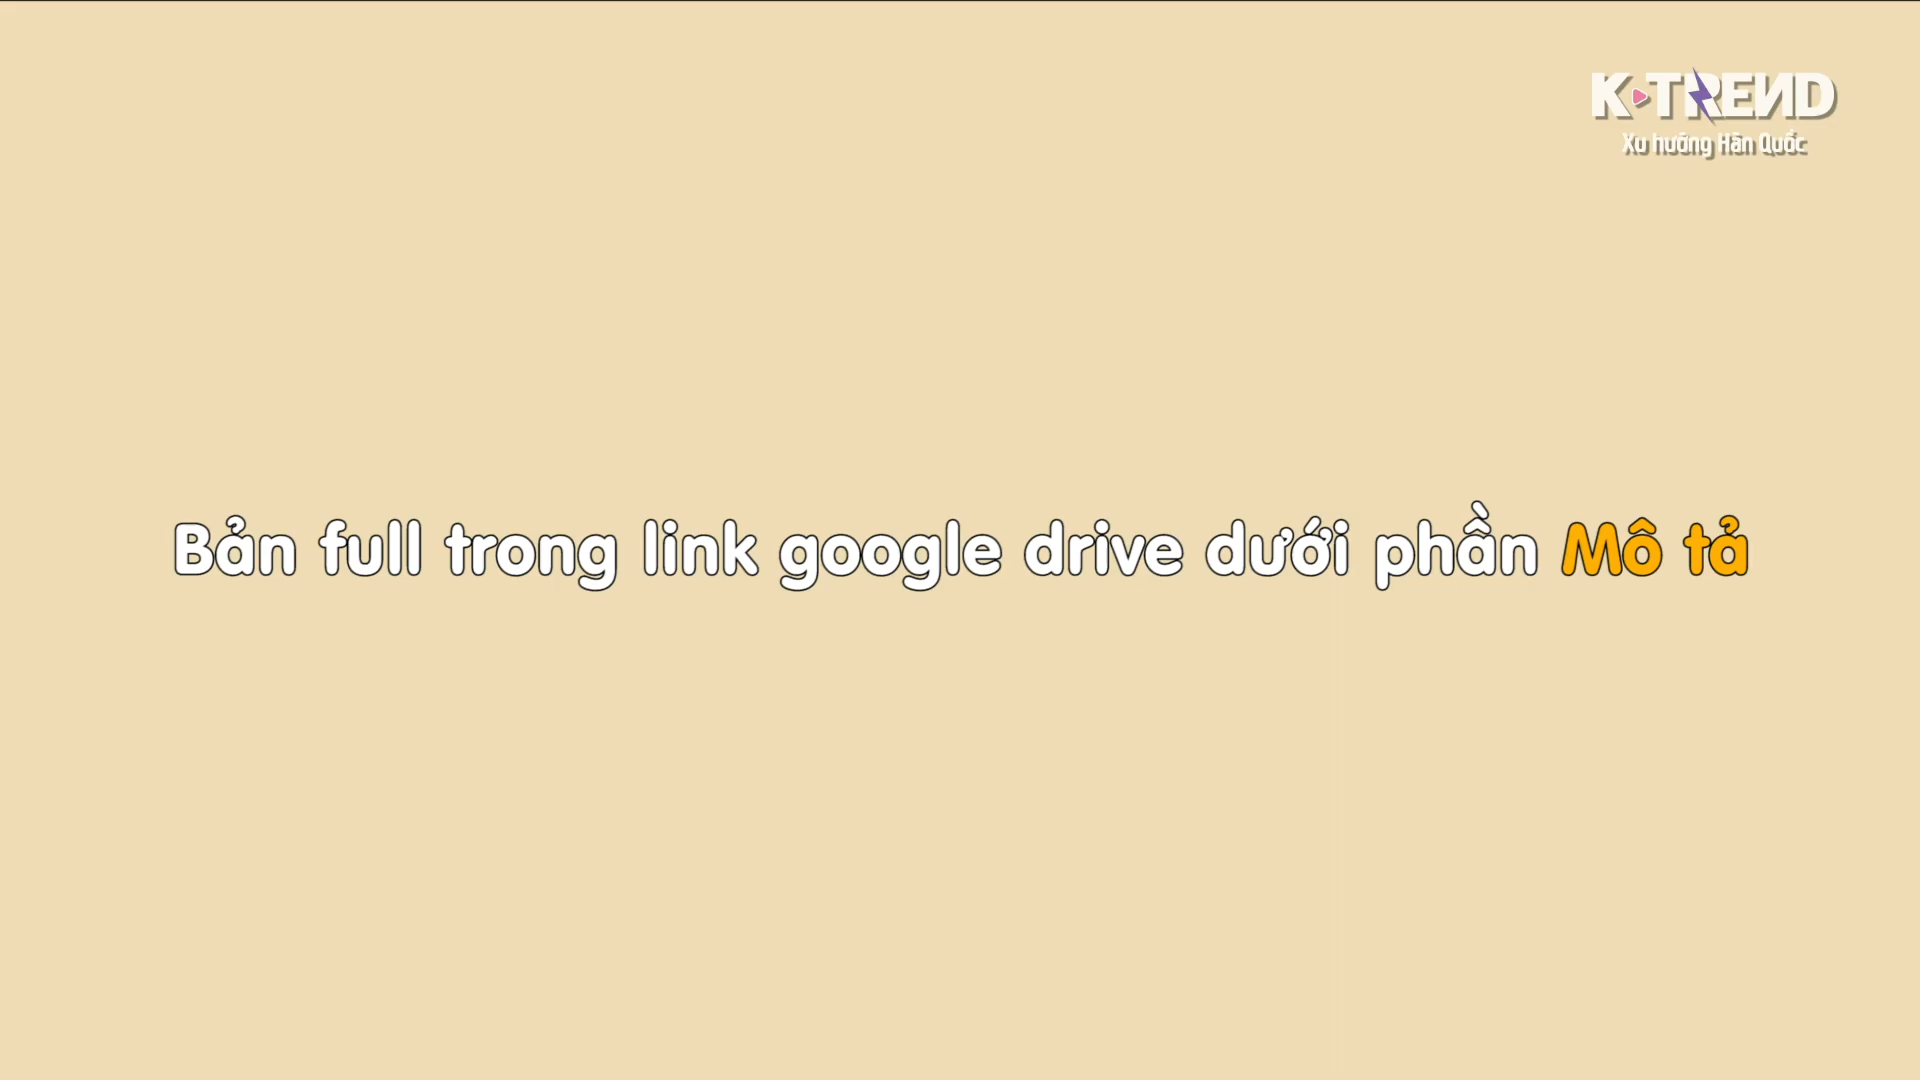 K-TREND
Xu hướng Hàn Quốc
Bản full trong link google drive dưới phần Mô tả